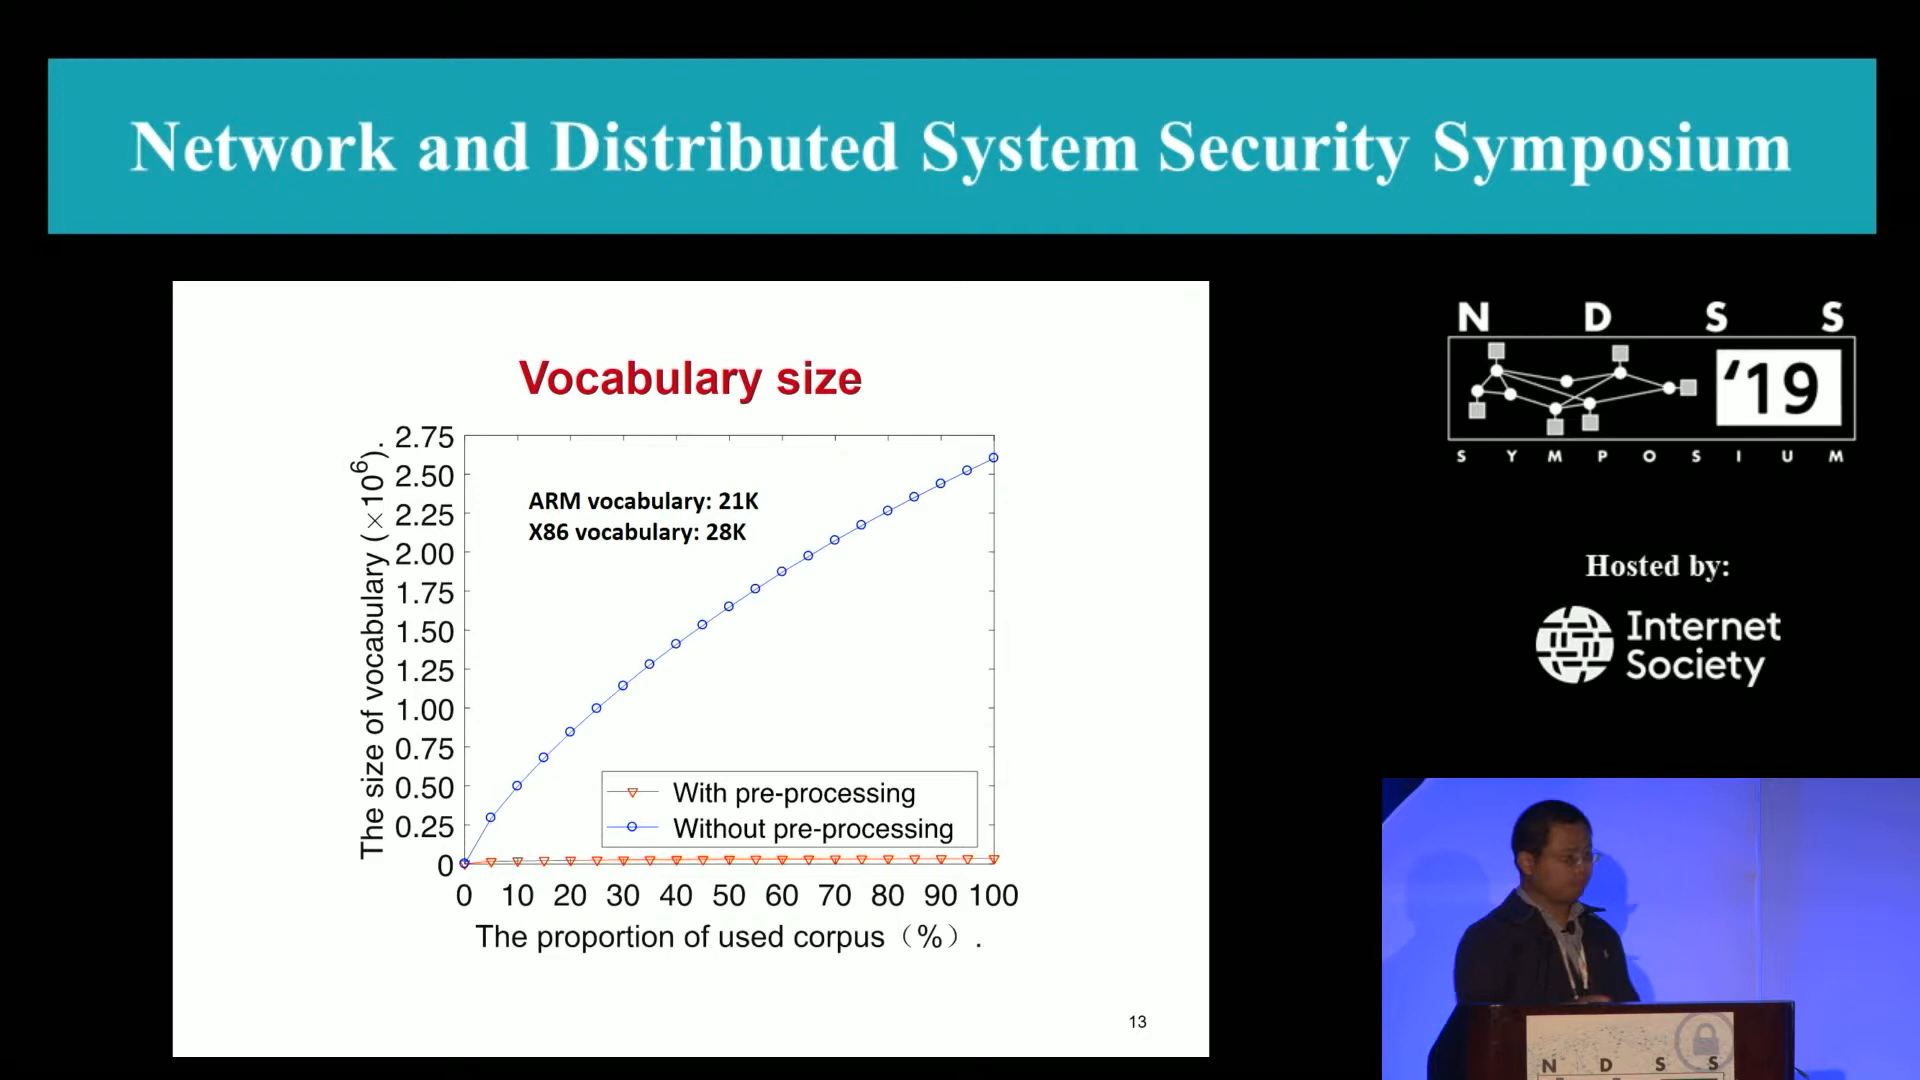 Network and Distributed System Security Symposium
N D S S
'19
S Y M P O S I U M
Hosted by:
Internet
Society
Vocabulary size
The size of vocabulary (×10⁶).
2.75
2.50
2.25
2.00
1.75
1.50
1.25
1.00
0.75
0.50
0.25
0
ARM vocabulary: 21K
X86 vocabulary: 28K
With pre-processing
Without pre-processing
0 10 20 30 40 50 60 70 80 90 100
The proportion of used corpus（%）.
13
N D S S